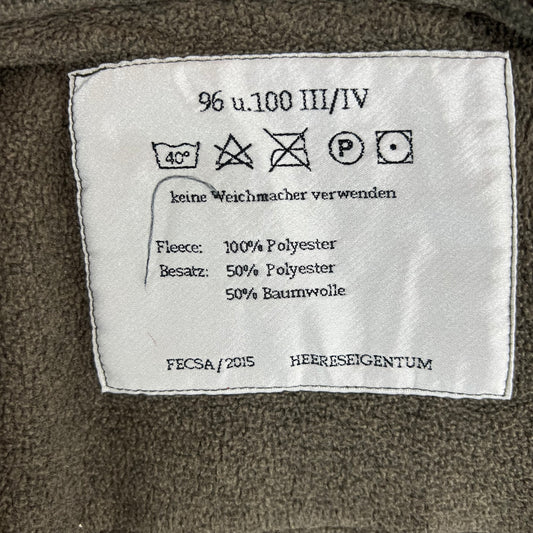 96 u.100 III/IV
40° P
keine Weichmacher verwenden
Fleece: 100% Polyester
Besatz: 50% Polyester
50% Baumwolle
FECSA/2015 HEERESEIGENTUM